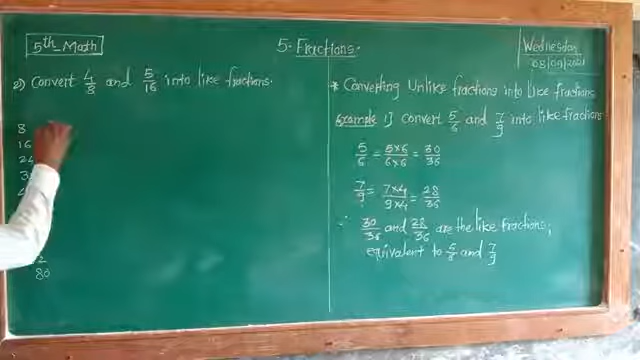 5th Math
5. Fractions.
Wednesday
08/09/2021
2) Convert 4/8 and 5/16 into like fractions.
8
16
24
80
* Converting Unlike fractions into like fractions
Example 1] Convert 5/6 and 7/9 into like fractions
5/6 = 5×6/6×6 = 30/36
7/9 = 7×4/9×4 = 28/36
∴ 30/36 and 28/36 are the like fractions,
equivalent to 5/6 and 7/9